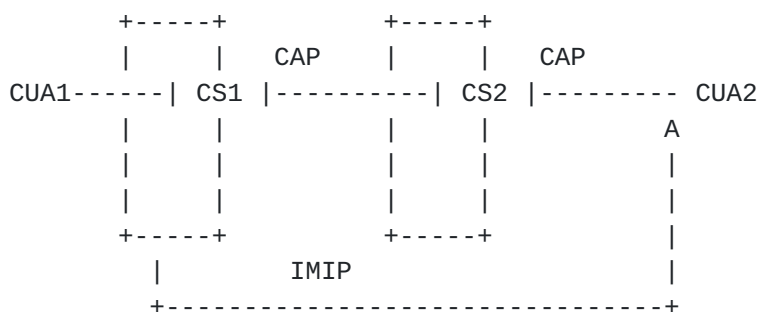 +-----+          +-----+
|     |   CAP    |     |   CAP
CUA1------| CS1 |----------| CS2 |--------- CUA2
|     |          |     |           A
|     |          |     |           |
|     |          |     |           |
+-----+          +-----+           |
|        IMIP                    |
+--------------------------------+